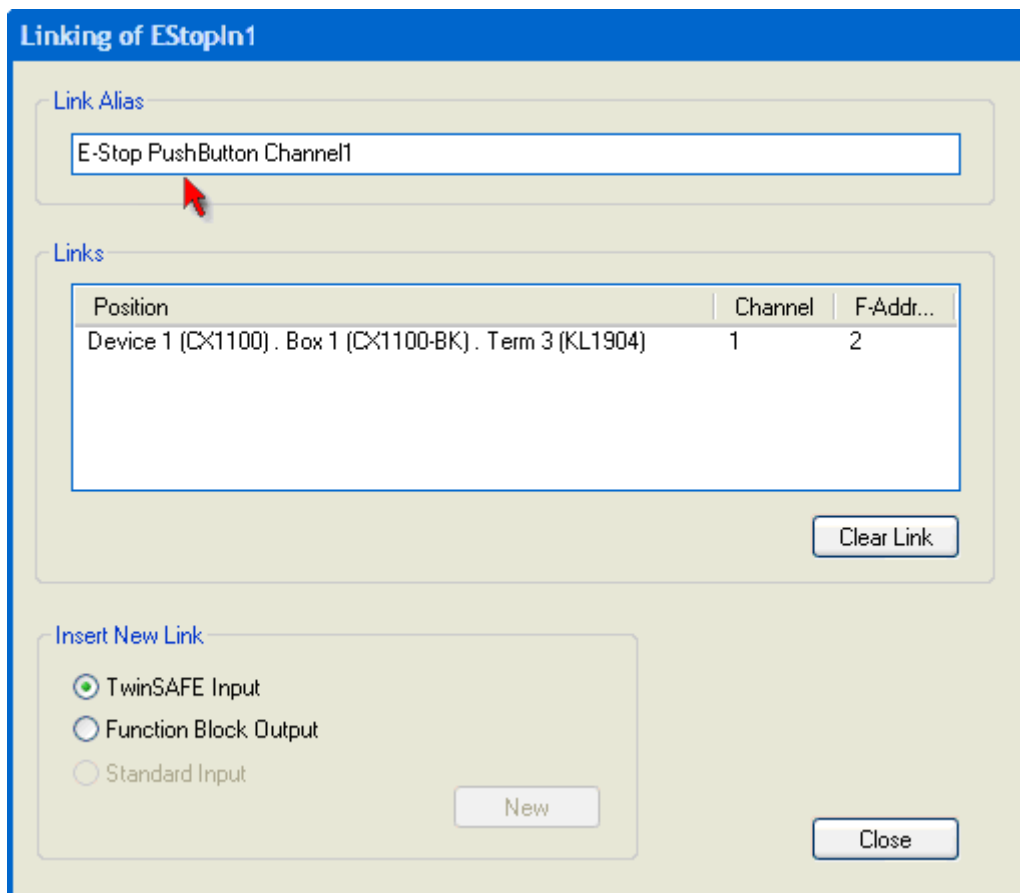 Linking of EStopIn1
Link Alias
E-Stop PushButton Channel1
Links
Position Channel F-Addr...
Device 1 (CX1100) . Box 1 (CX1100-BK) . Term 3 (KL1904) 1 2
Clear Link
Insert New Link
TwinSAFE Input
Function Block Output
Standard Input
New
Close